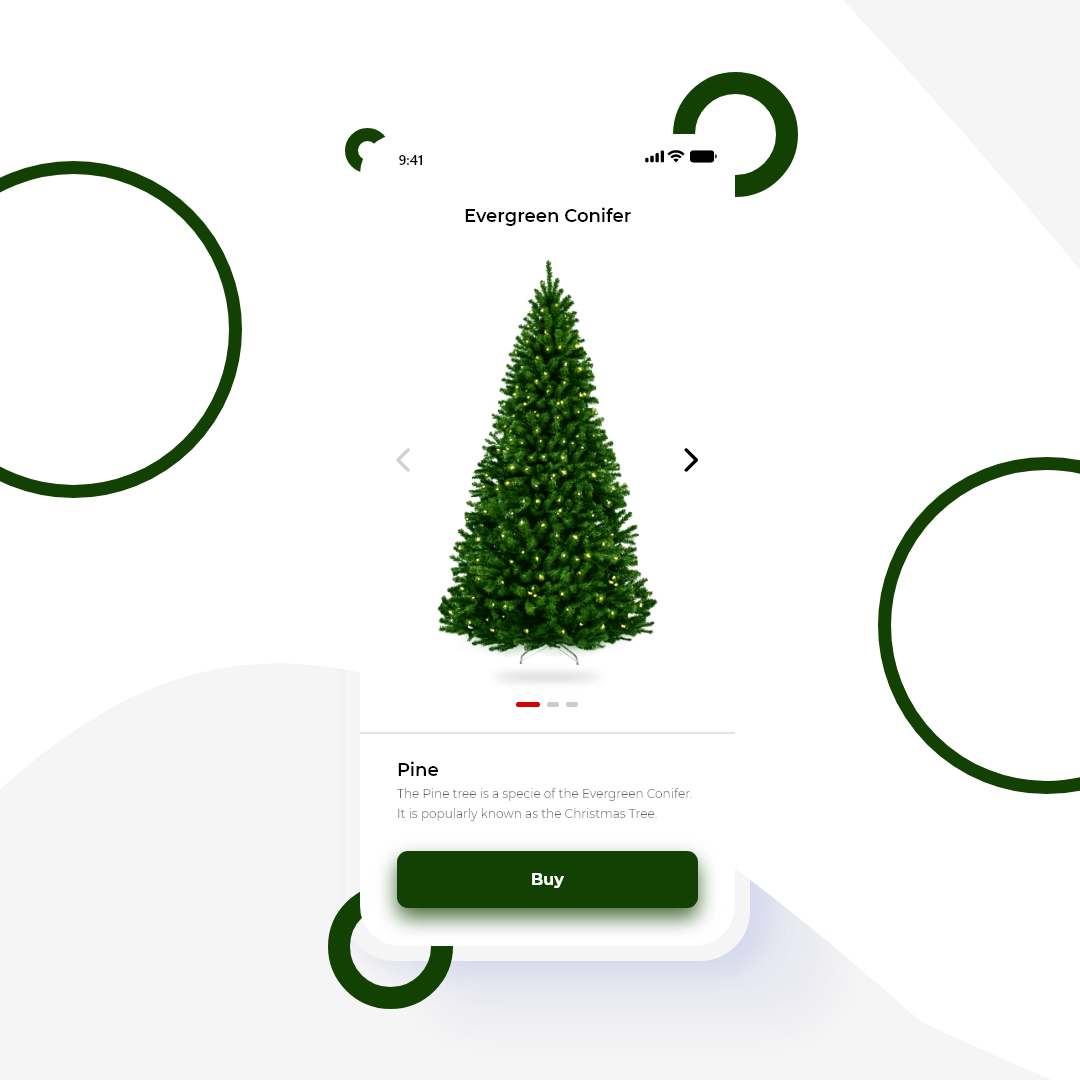 9:41
Evergreen Conifer
Pine
The Pine tree is a specie of the Evergreen Conifer.
It is popularly known as the Christmas Tree.
Buy